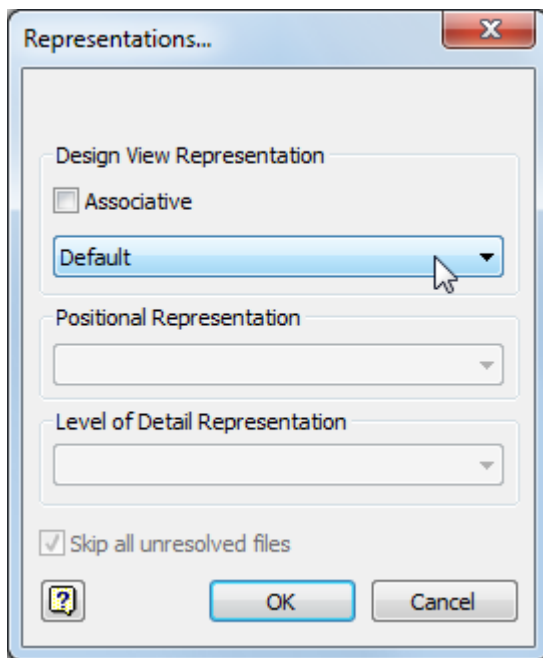 Representations...
Design View Representation
Associative
Default
Positional Representation
Level of Detail Representation
Skip all unresolved files
?
OK
Cancel